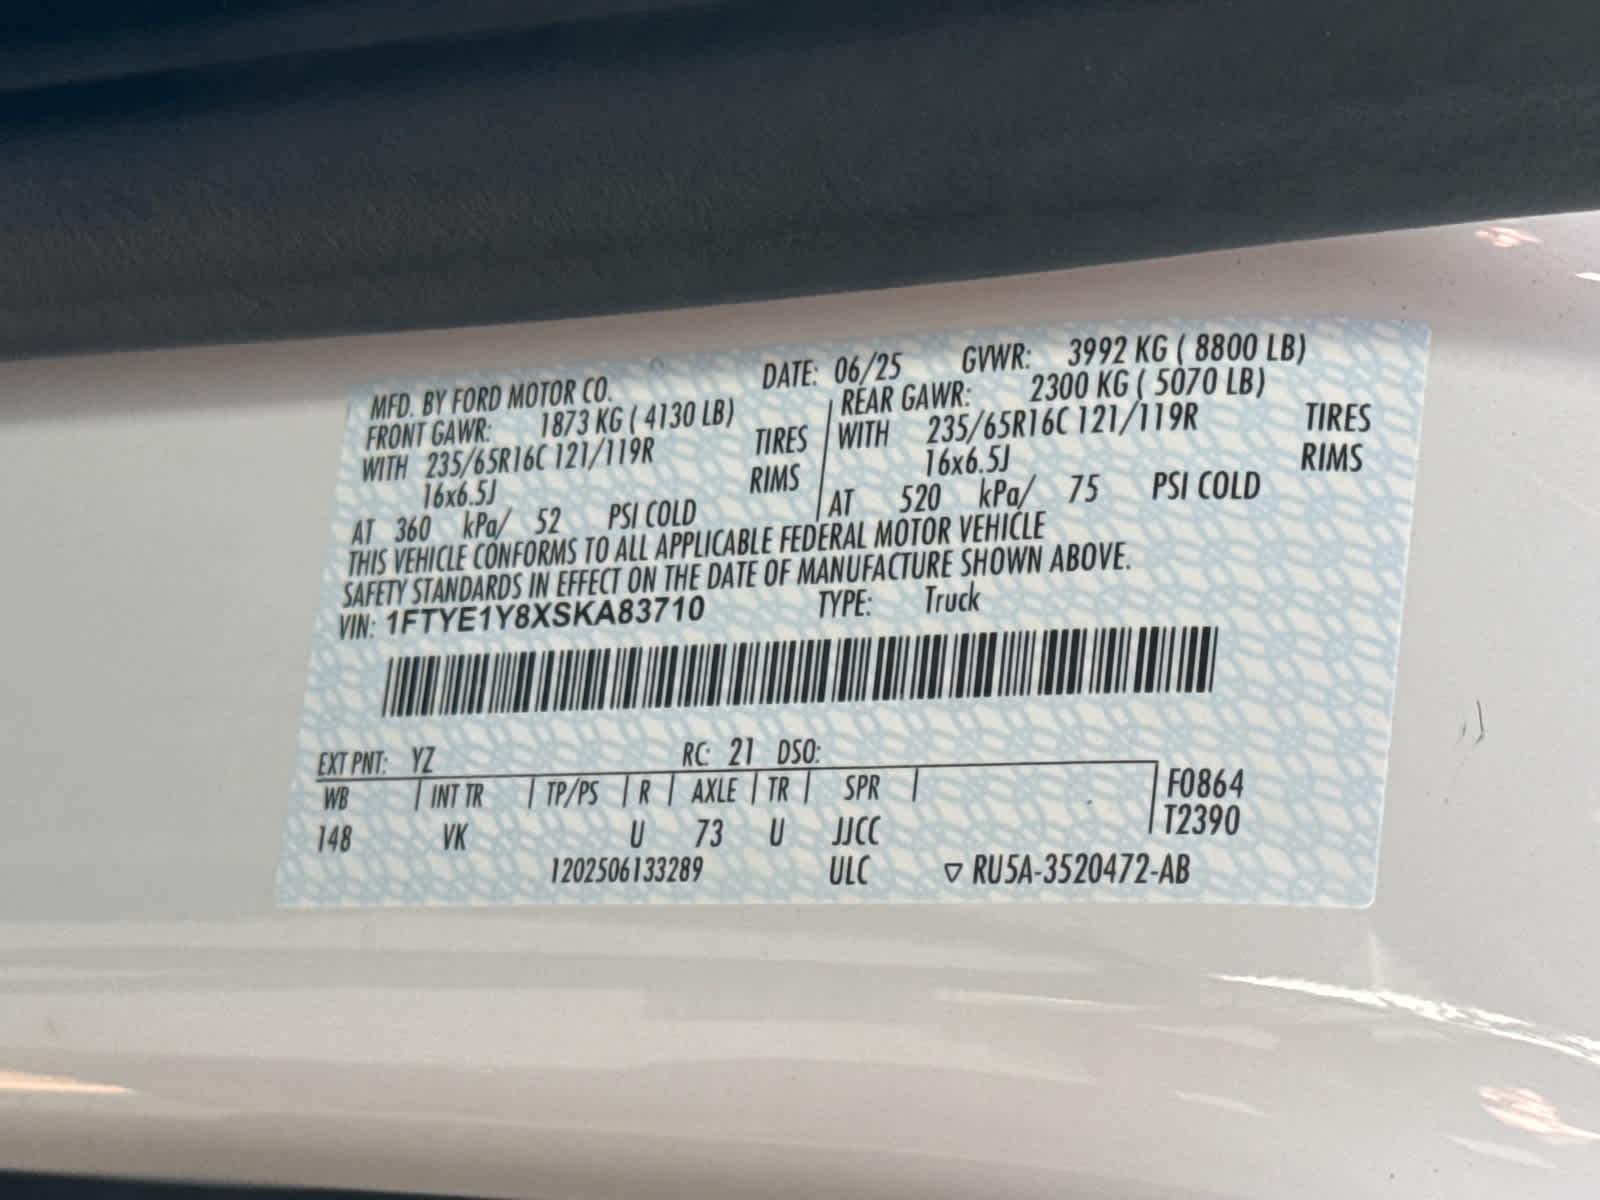 MFD. BY FORD MOTOR CO. DATE: 06/25 GVWR: 3992 KG ( 8800 LB)
FRONT GAWR: 1873 KG ( 4130 LB) REAR GAWR: 2300 KG ( 5070 LB)
WITH 235/65R16C 121/119R TIRES WITH 235/65R16C 121/119R TIRES
16x6.5J RIMS 16x6.5J RIMS
AT 360 kPa/ 52 PSI COLD AT 520 kPa/ 75 PSI COLD
THIS VEHICLE CONFORMS TO ALL APPLICABLE FEDERAL MOTOR VEHICLE
SAFETY STANDARDS IN EFFECT ON THE DATE OF MANUFACTURE SHOWN ABOVE.
VIN: 1FTYE1Y8XSKA83710 TYPE: Truck
EXT PNT: YZ RC: 21 DSO:
WB INT TR TP/PS R AXLE TR SPR F0864
148 VK U 73 U JJCC T2390
1202506133289 ULC ▽ RU5A-3520472-AB